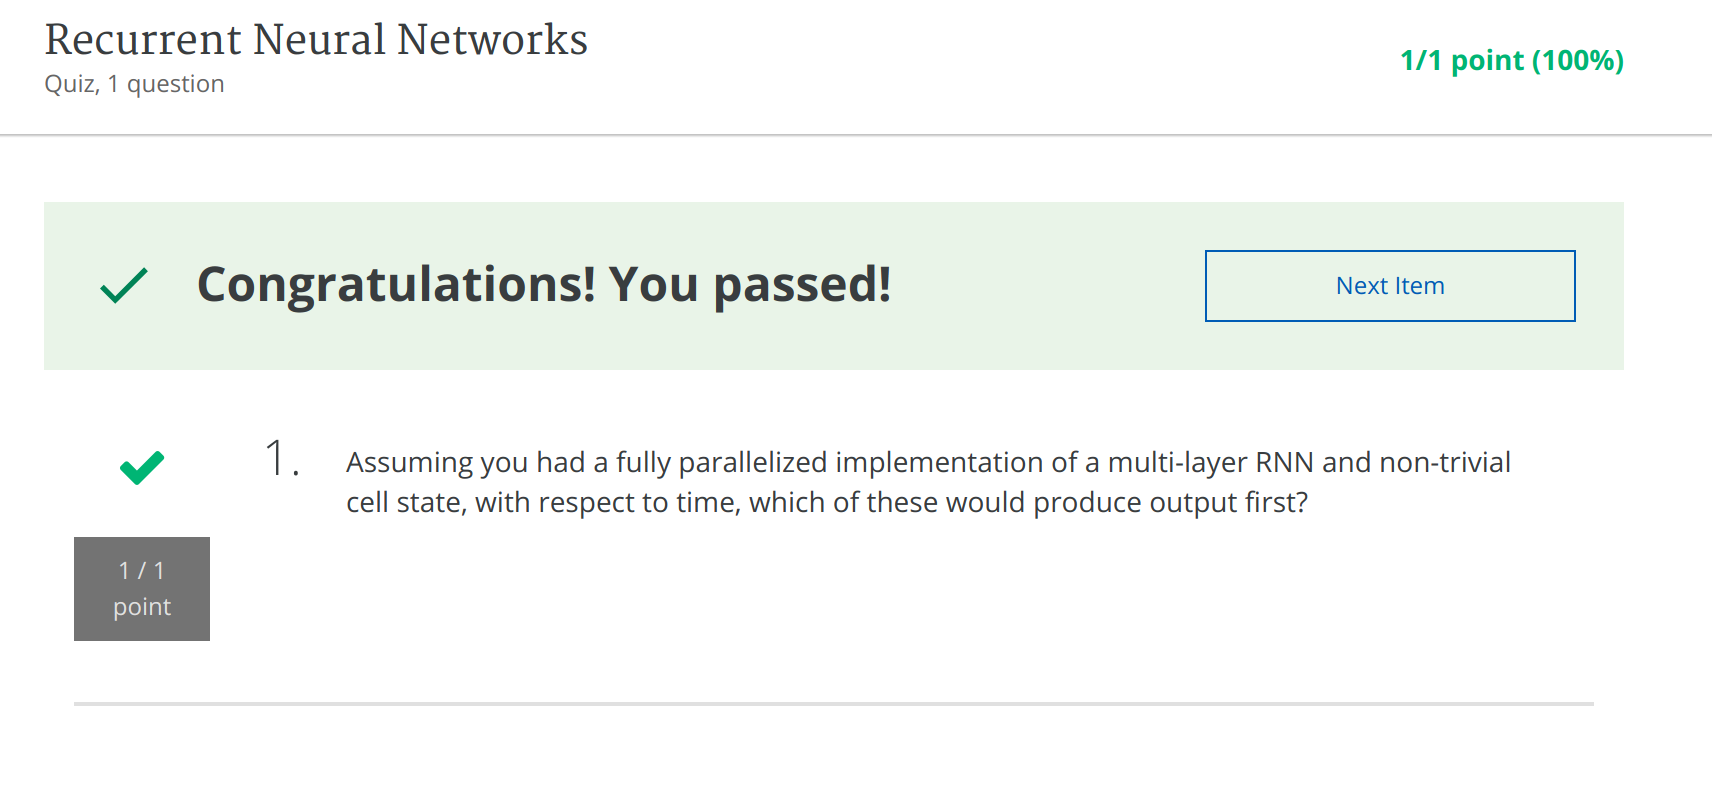 Recurrent Neural Networks
Quiz, 1 question
1/1 point (100%)
Congratulations! You passed!
Next Item
1.
Assuming you had a fully parallelized implementation of a multi-layer RNN and non-trivial
cell state, with respect to time, which of these would produce output first?
1 / 1
point